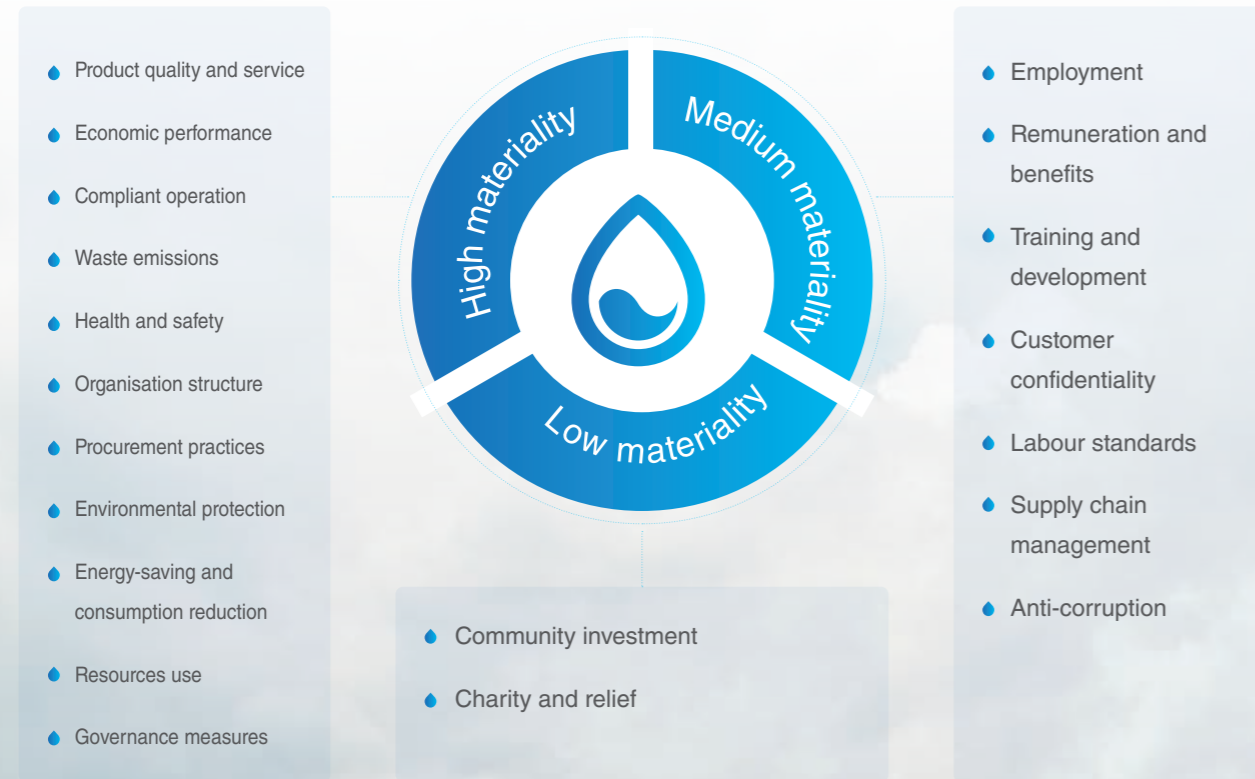 Product quality and service
Economic performance
Compliant operation
Waste emissions
Health and safety
Organisation structure
Procurement practices
Environmental protection
Energy-saving and
consumption reduction
Resources use
Governance measures
High materiality
Medium materiality
Low materiality
Community investment
Charity and relief
Employment
Remuneration and
benefits
Training and
development
Customer
confidentiality
Labour standards
Supply chain
management
Anti-corruption